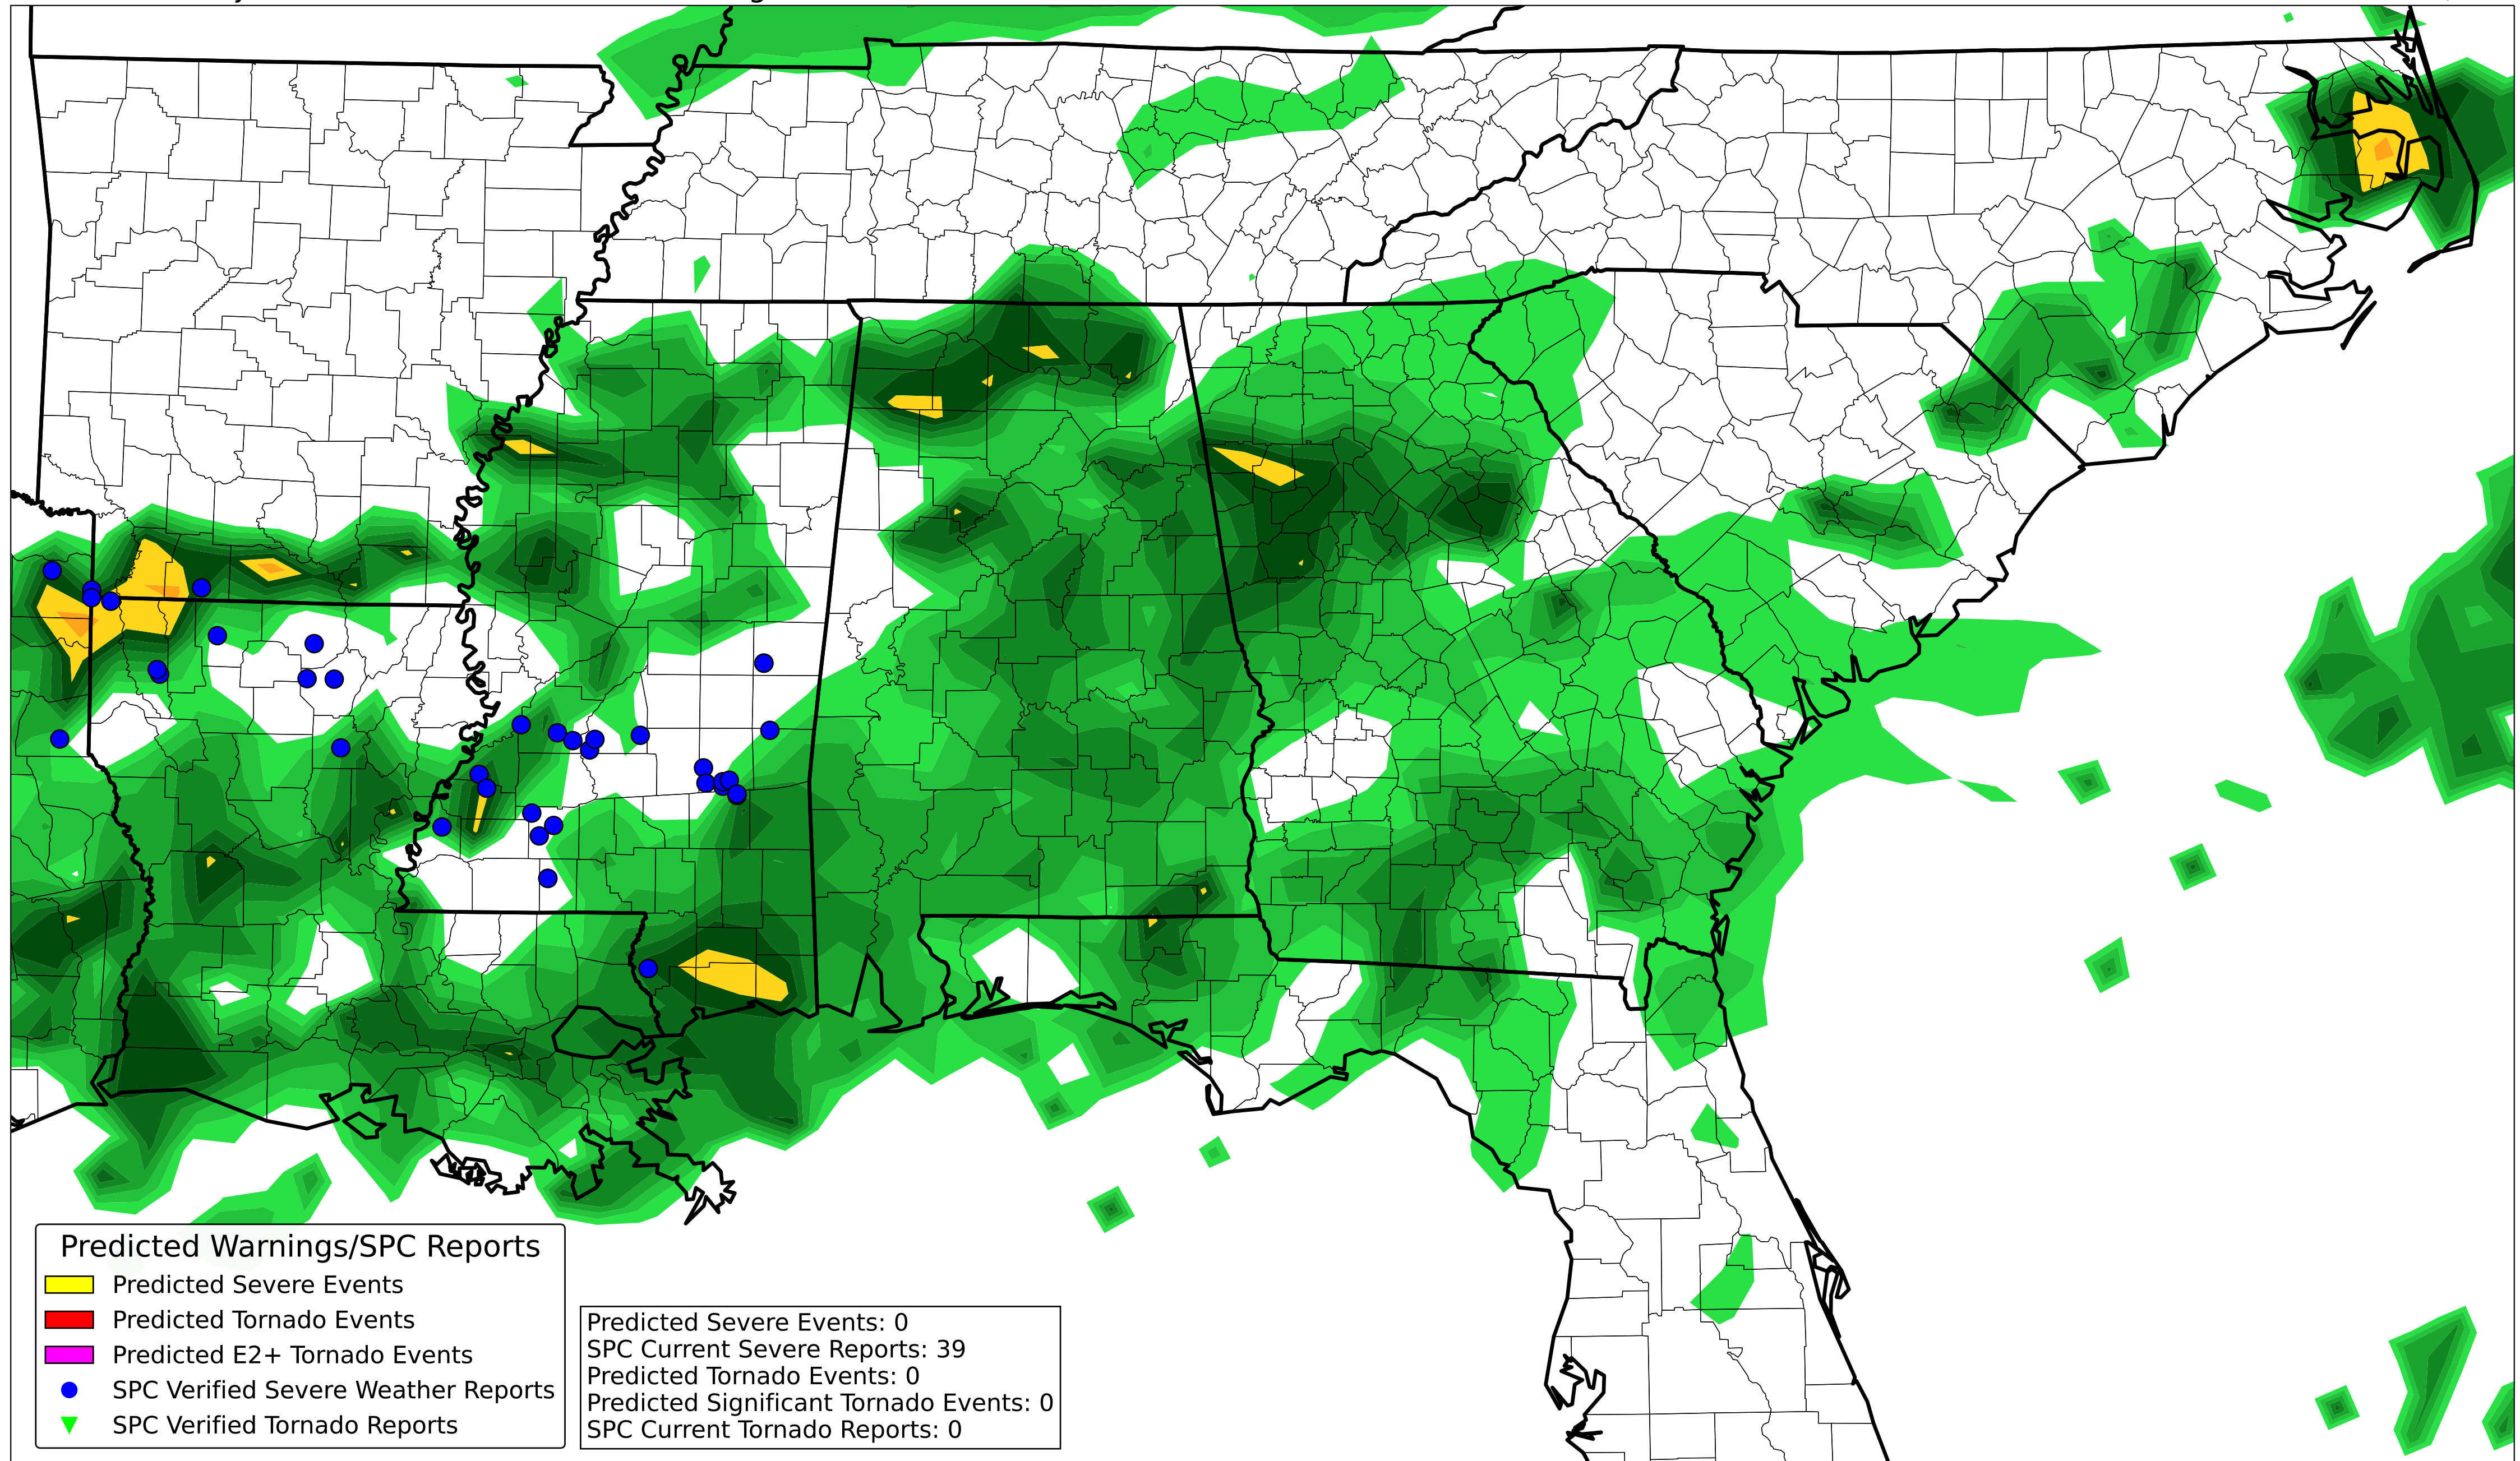 Predicted Warnings/SPC Reports
Predicted Severe Events
Predicted Tornado Events
Predicted E2+ Tornado Events
SPC Verified Severe Weather Reports
SPC Verified Tornado Reports
Predicted Severe Events: 0
SPC Current Severe Reports: 39
Predicted Tornado Events: 0
Predicted Significant Tornado Events: 0
SPC Current Tornado Reports: 0